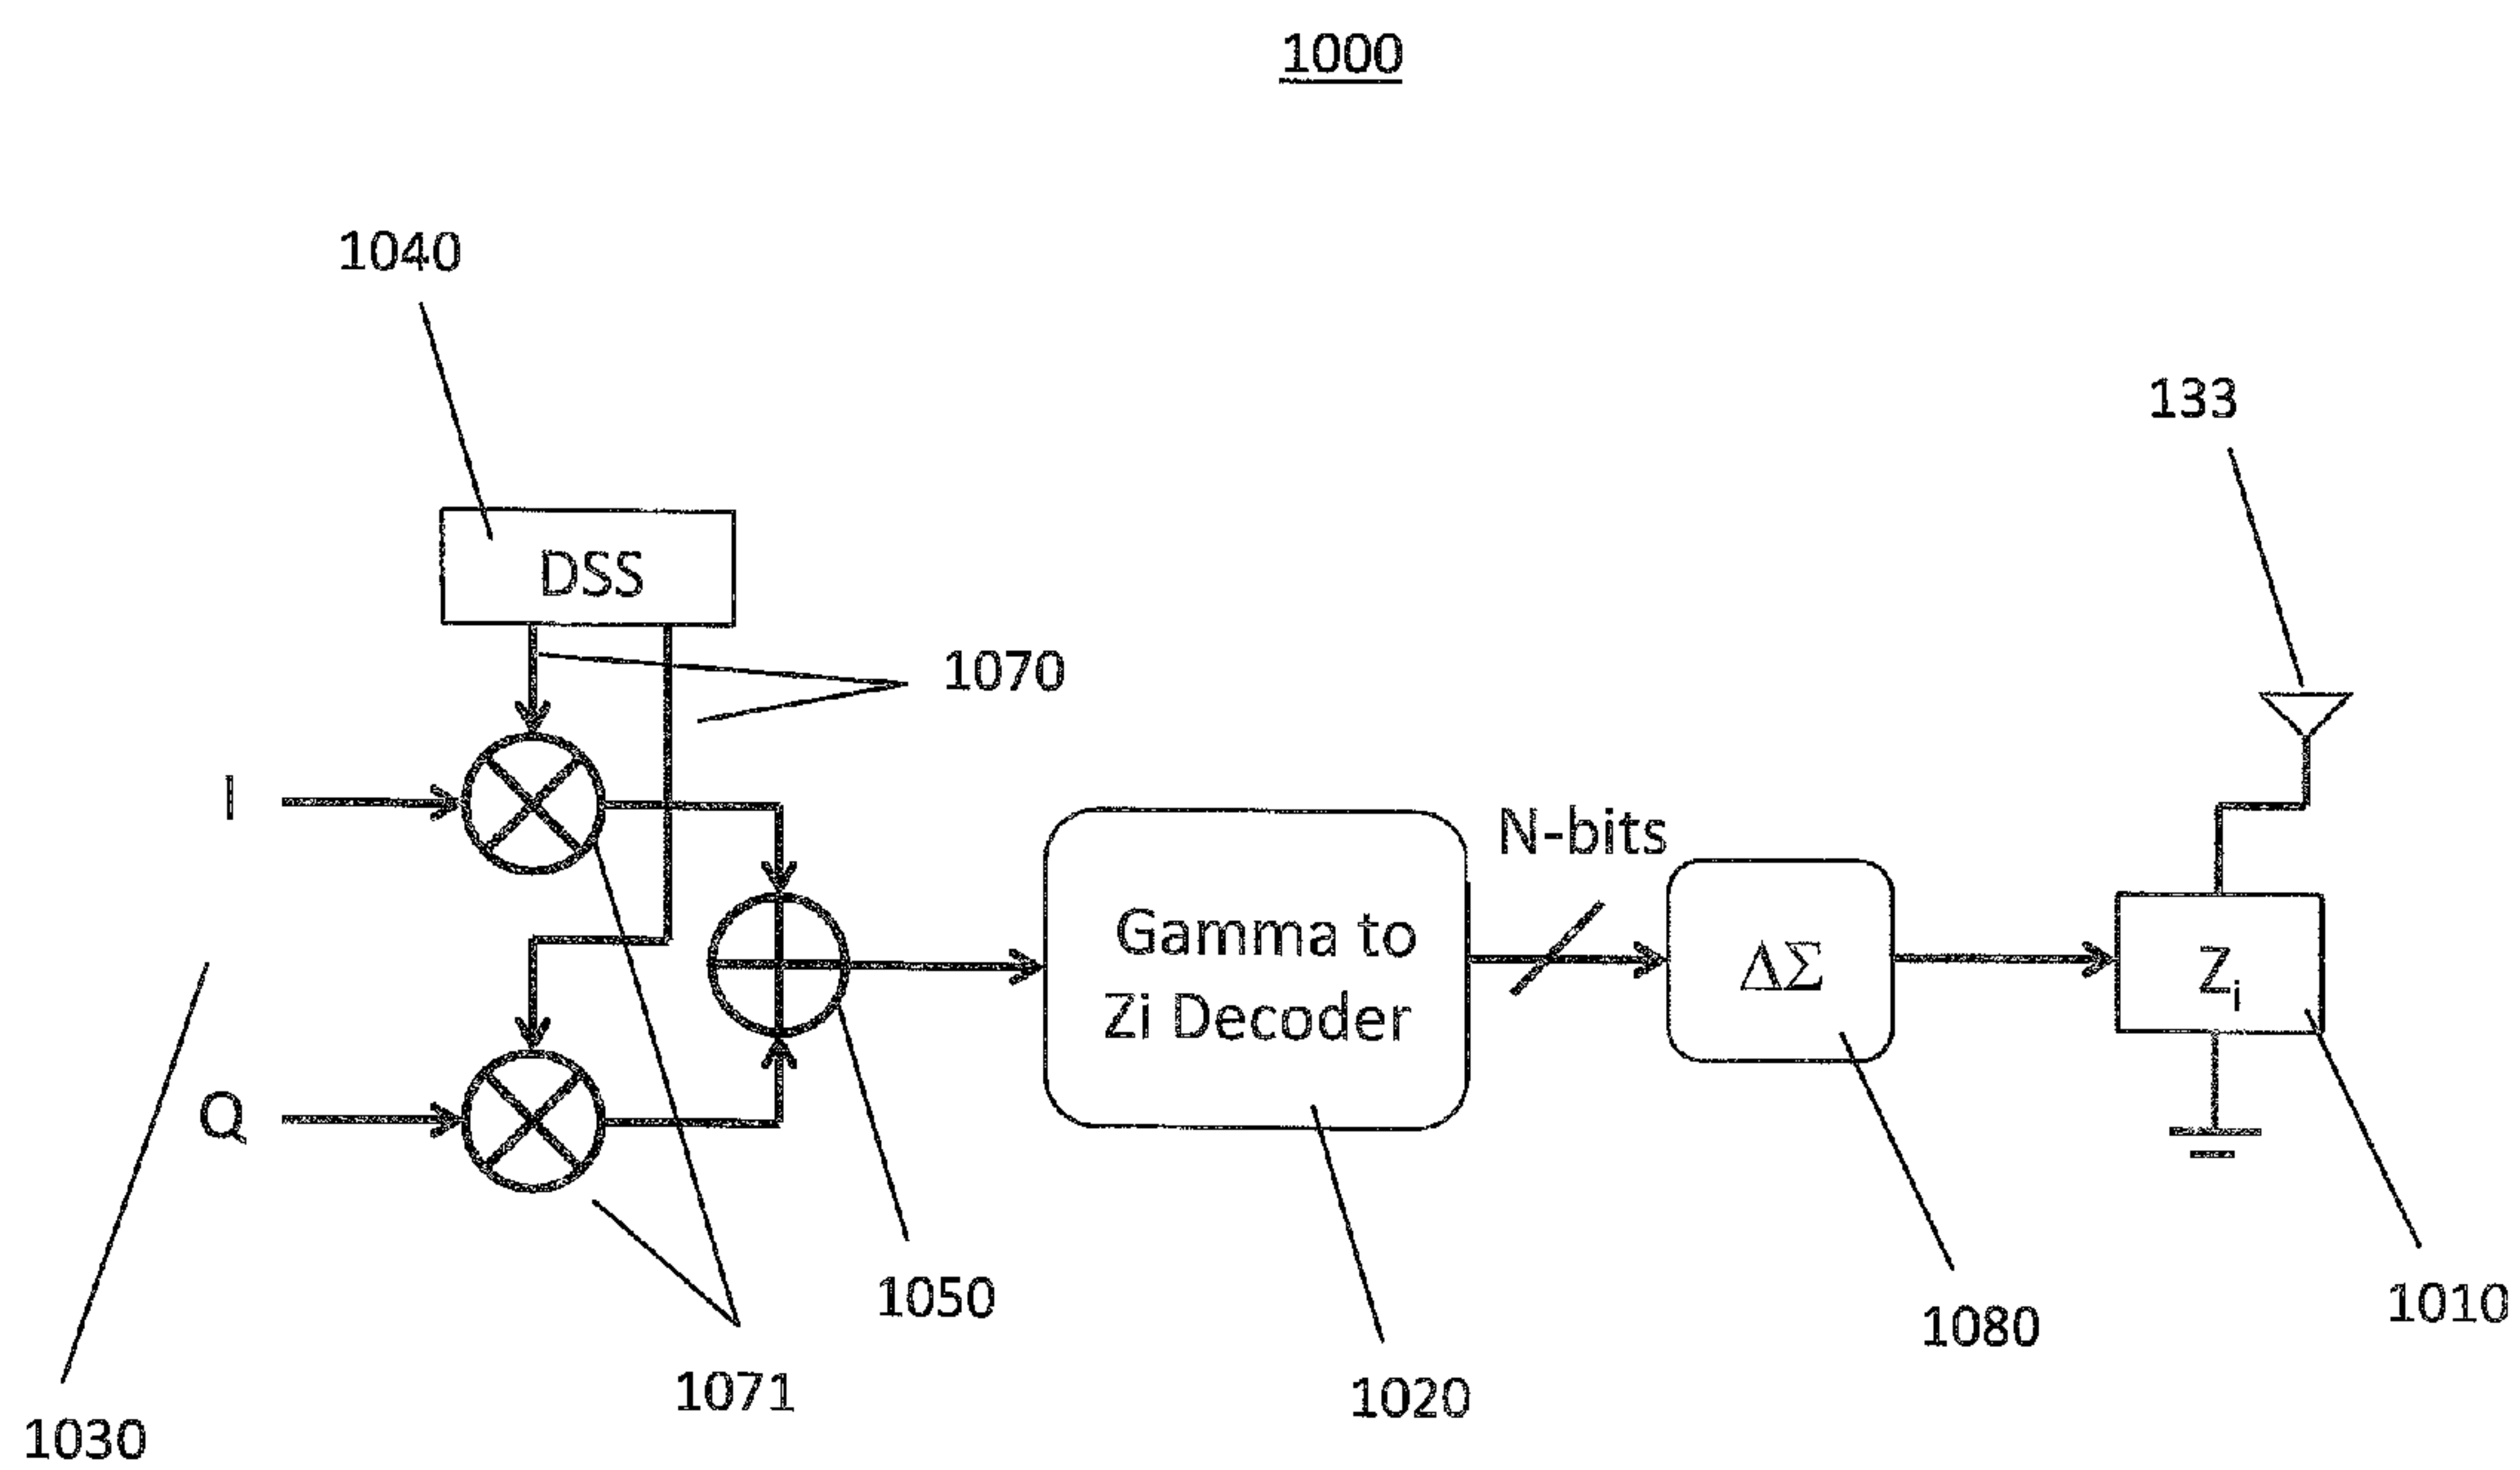 1000
1040
133
DSS
1070
I
N-bits
Gamma to
Zi Decoder
ΔΣ
Zi
Q
1050
1010
1080
1071
1020
1030